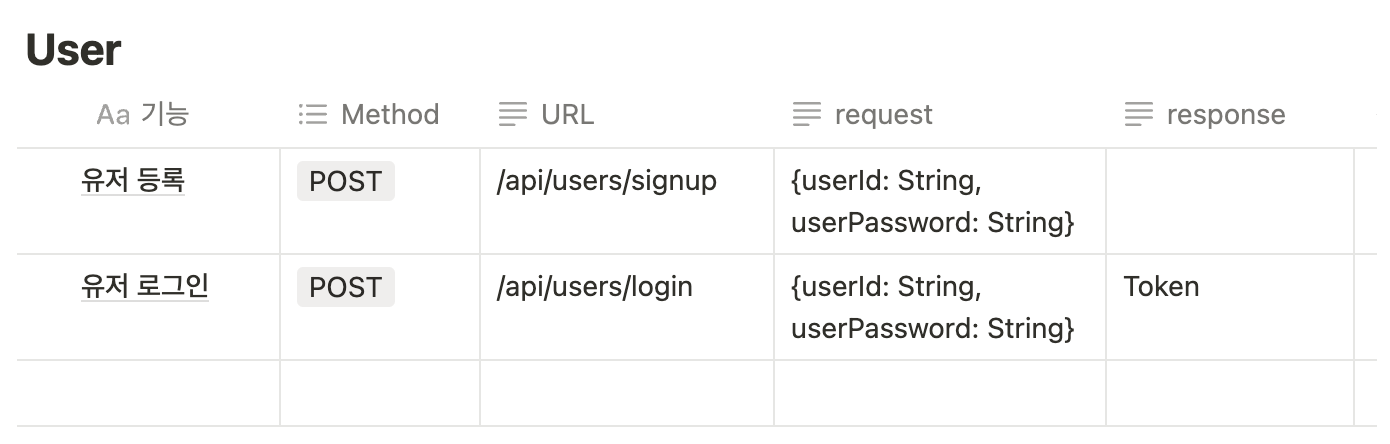 User
Aa 기능 Method URL request response
유저 등록 POST /api/users/signup {userId: String,
userPassword: String}
유저 로그인 POST /api/users/login {userId: String, Token
userPassword: String}